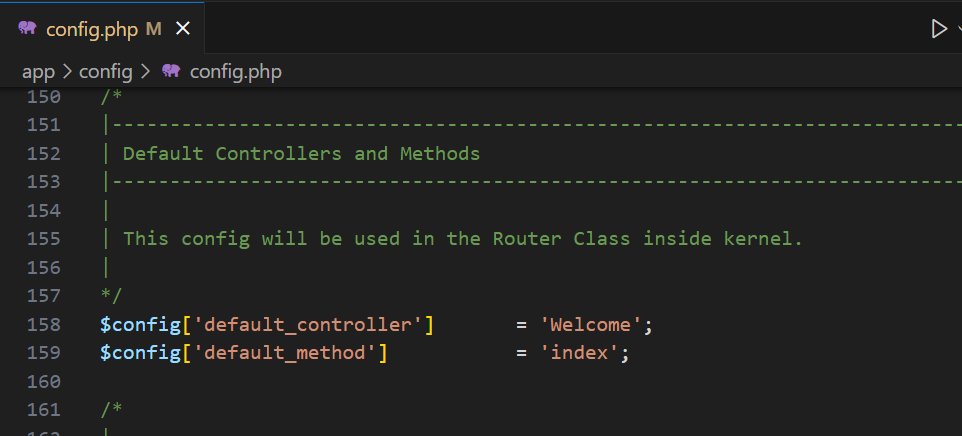 config.php M
app > config > config.php
150 /*
151 |--------------------------------------------------------------------------
152 | Default Controllers and Methods
153 |--------------------------------------------------------------------------
154 |
155 | This config will be used in the Router Class inside kernel.
156 |
157 */
158 $config['default_controller']       = 'Welcome';
159 $config['default_method']           = 'index';
160
161 /*